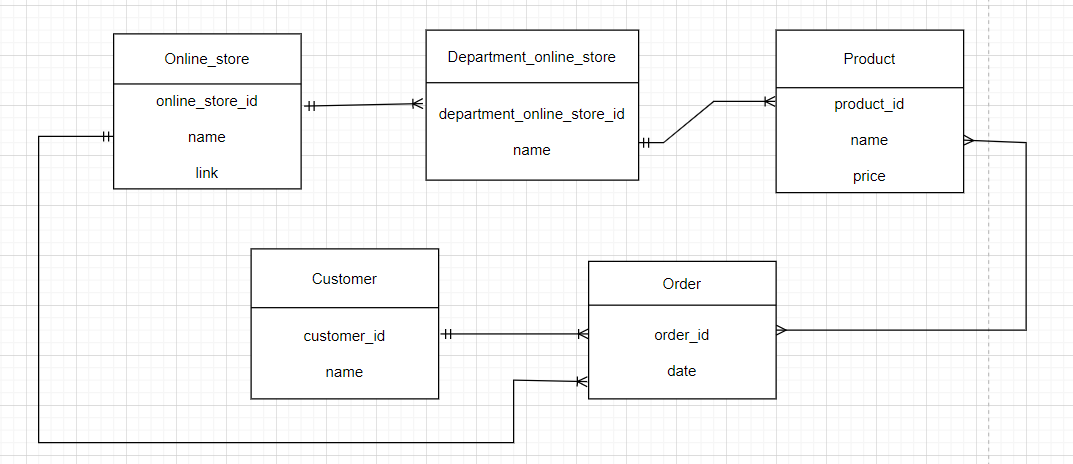 Online_store
online_store_id
name
link
Department_online_store
department_online_store_id
name
Product
product_id
name
price
Customer
customer_id
name
Order
order_id
date